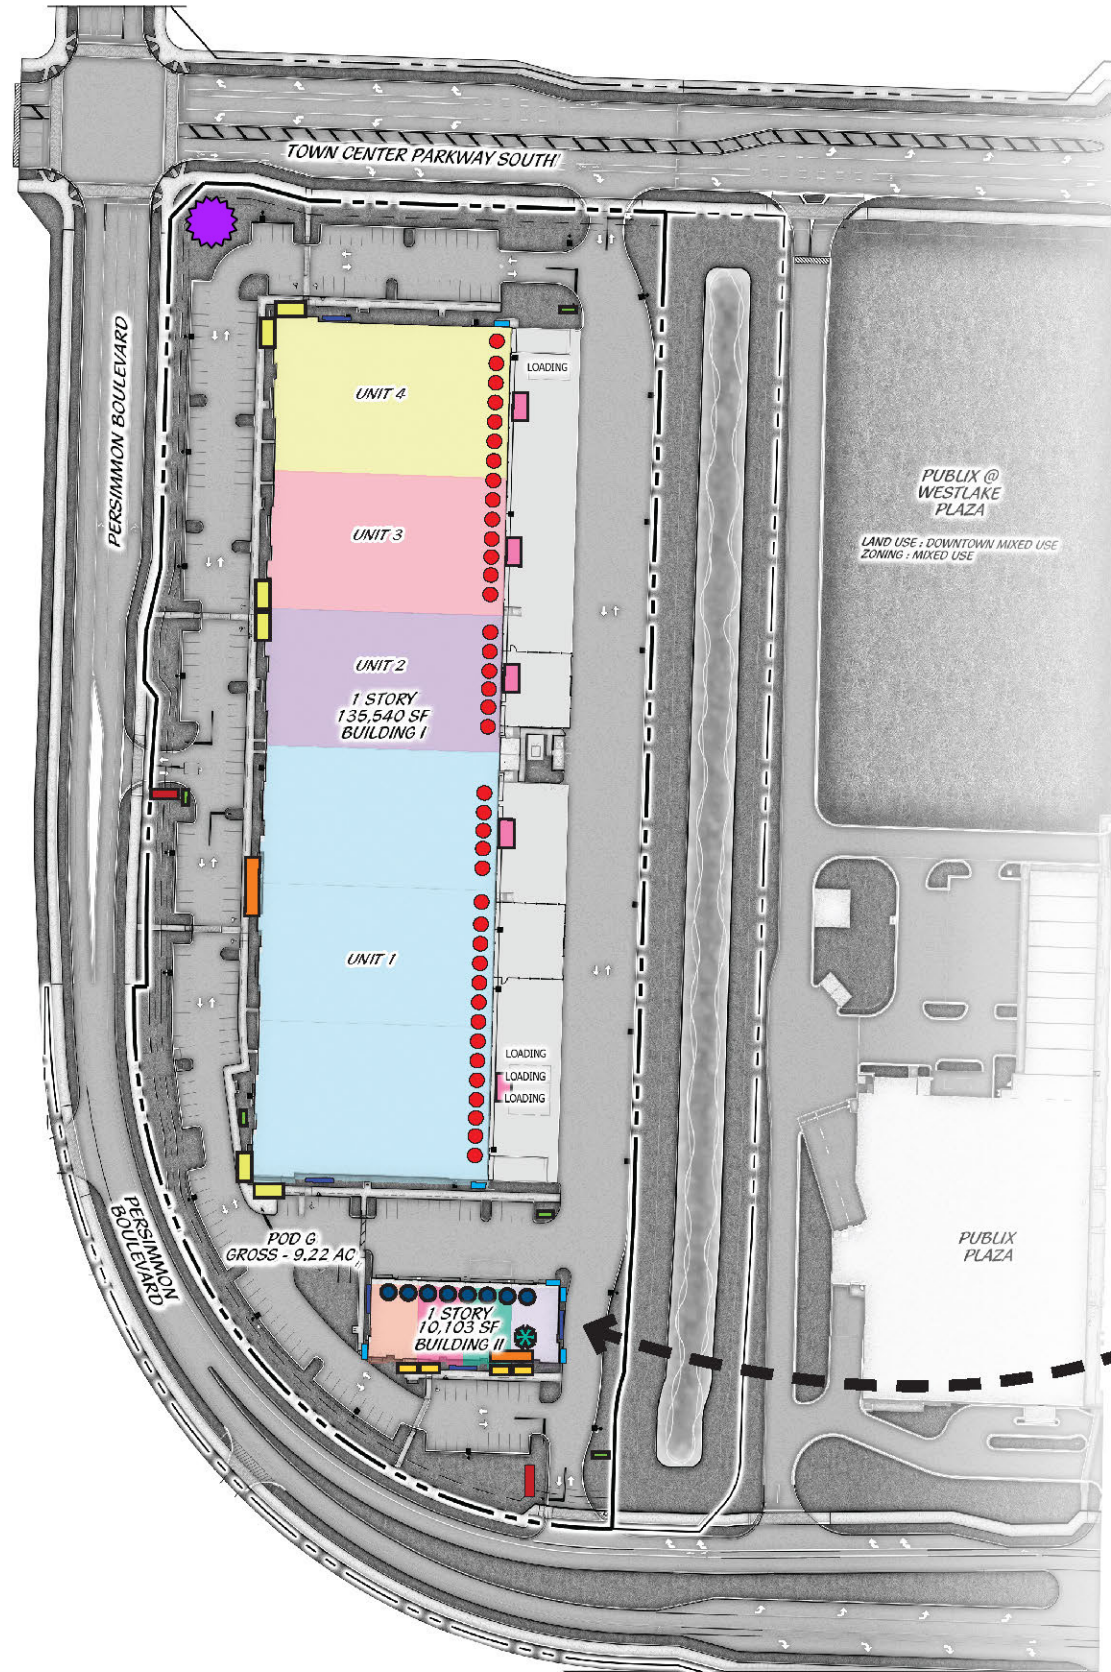 TOWN CENTER PARKWAY SOUTH'
PERSIMMON BOULEVARD
LOADING
UNIT 4
PUBLIX @
WESTLAKE
PLAZA
LAND USE : DOWNTOWN MIXED USE
ZONING : MIXED USE
UNIT 3
UNIT 2
1 STORY
135,540 SF
BUILDING I
UNIT 1
LOADING
LOADING
LOADING
PERSIMMON
BOULEVARD
POD G
GROSS - 9.22 AC
PUBLIX
PLAZA
1 STORY
10,103 SF
BUILDING II